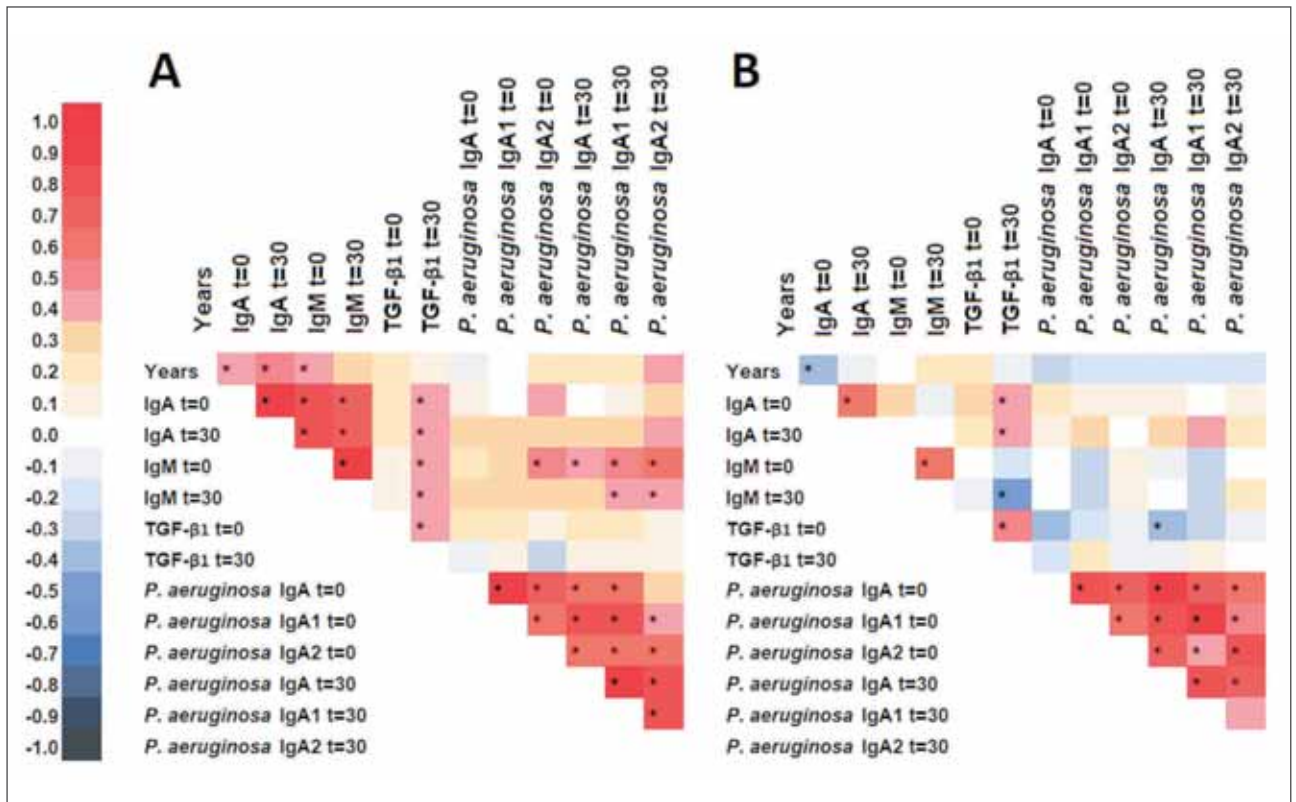 A
B
1.0
0.9
0.8
0.7
0.6
0.5
0.4
0.3
0.2
0.1
0.0
-0.1
-0.2
-0.3
-0.4
-0.5
-0.6
-0.7
-0.8
-0.9
-1.0
Years
IgA t=0
IgA t=30
IgM t=0
IgM t=30
TGF-β1 t=0
TGF-β1 t=30
P. aeruginosa IgA t=0
P. aeruginosa IgA1 t=0
P. aeruginosa IgA2 t=0
P. aeruginosa IgA t=30
P. aeruginosa IgA1 t=30
P. aeruginosa IgA2 t=30
Years
IgA t=0
IgA t=30
IgM t=0
IgM t=30
TGF-β1 t=0
TGF-β1 t=30
P. aeruginosa IgA t=0
P. aeruginosa IgA1 t=0
P. aeruginosa IgA2 t=0
P. aeruginosa IgA t=30
P. aeruginosa IgA1 t=30
P. aeruginosa IgA2 t=30
Years
IgA t=0
IgA t=30
IgM t=0
IgM t=30
TGF-β1 t=0
TGF-β1 t=30
P. aeruginosa IgA t=0
P. aeruginosa IgA1 t=0
P. aeruginosa IgA2 t=0
P. aeruginosa IgA t=30
P. aeruginosa IgA1 t=30
P. aeruginosa IgA2 t=30
Years
IgA t=0
IgA t=30
IgM t=0
IgM t=30
TGF-β1 t=0
TGF-β1 t=30
P. aeruginosa IgA t=0
P. aeruginosa IgA1 t=0
P. aeruginosa IgA2 t=0
P. aeruginosa IgA t=30
P. aeruginosa IgA1 t=30
P. aeruginosa IgA2 t=30